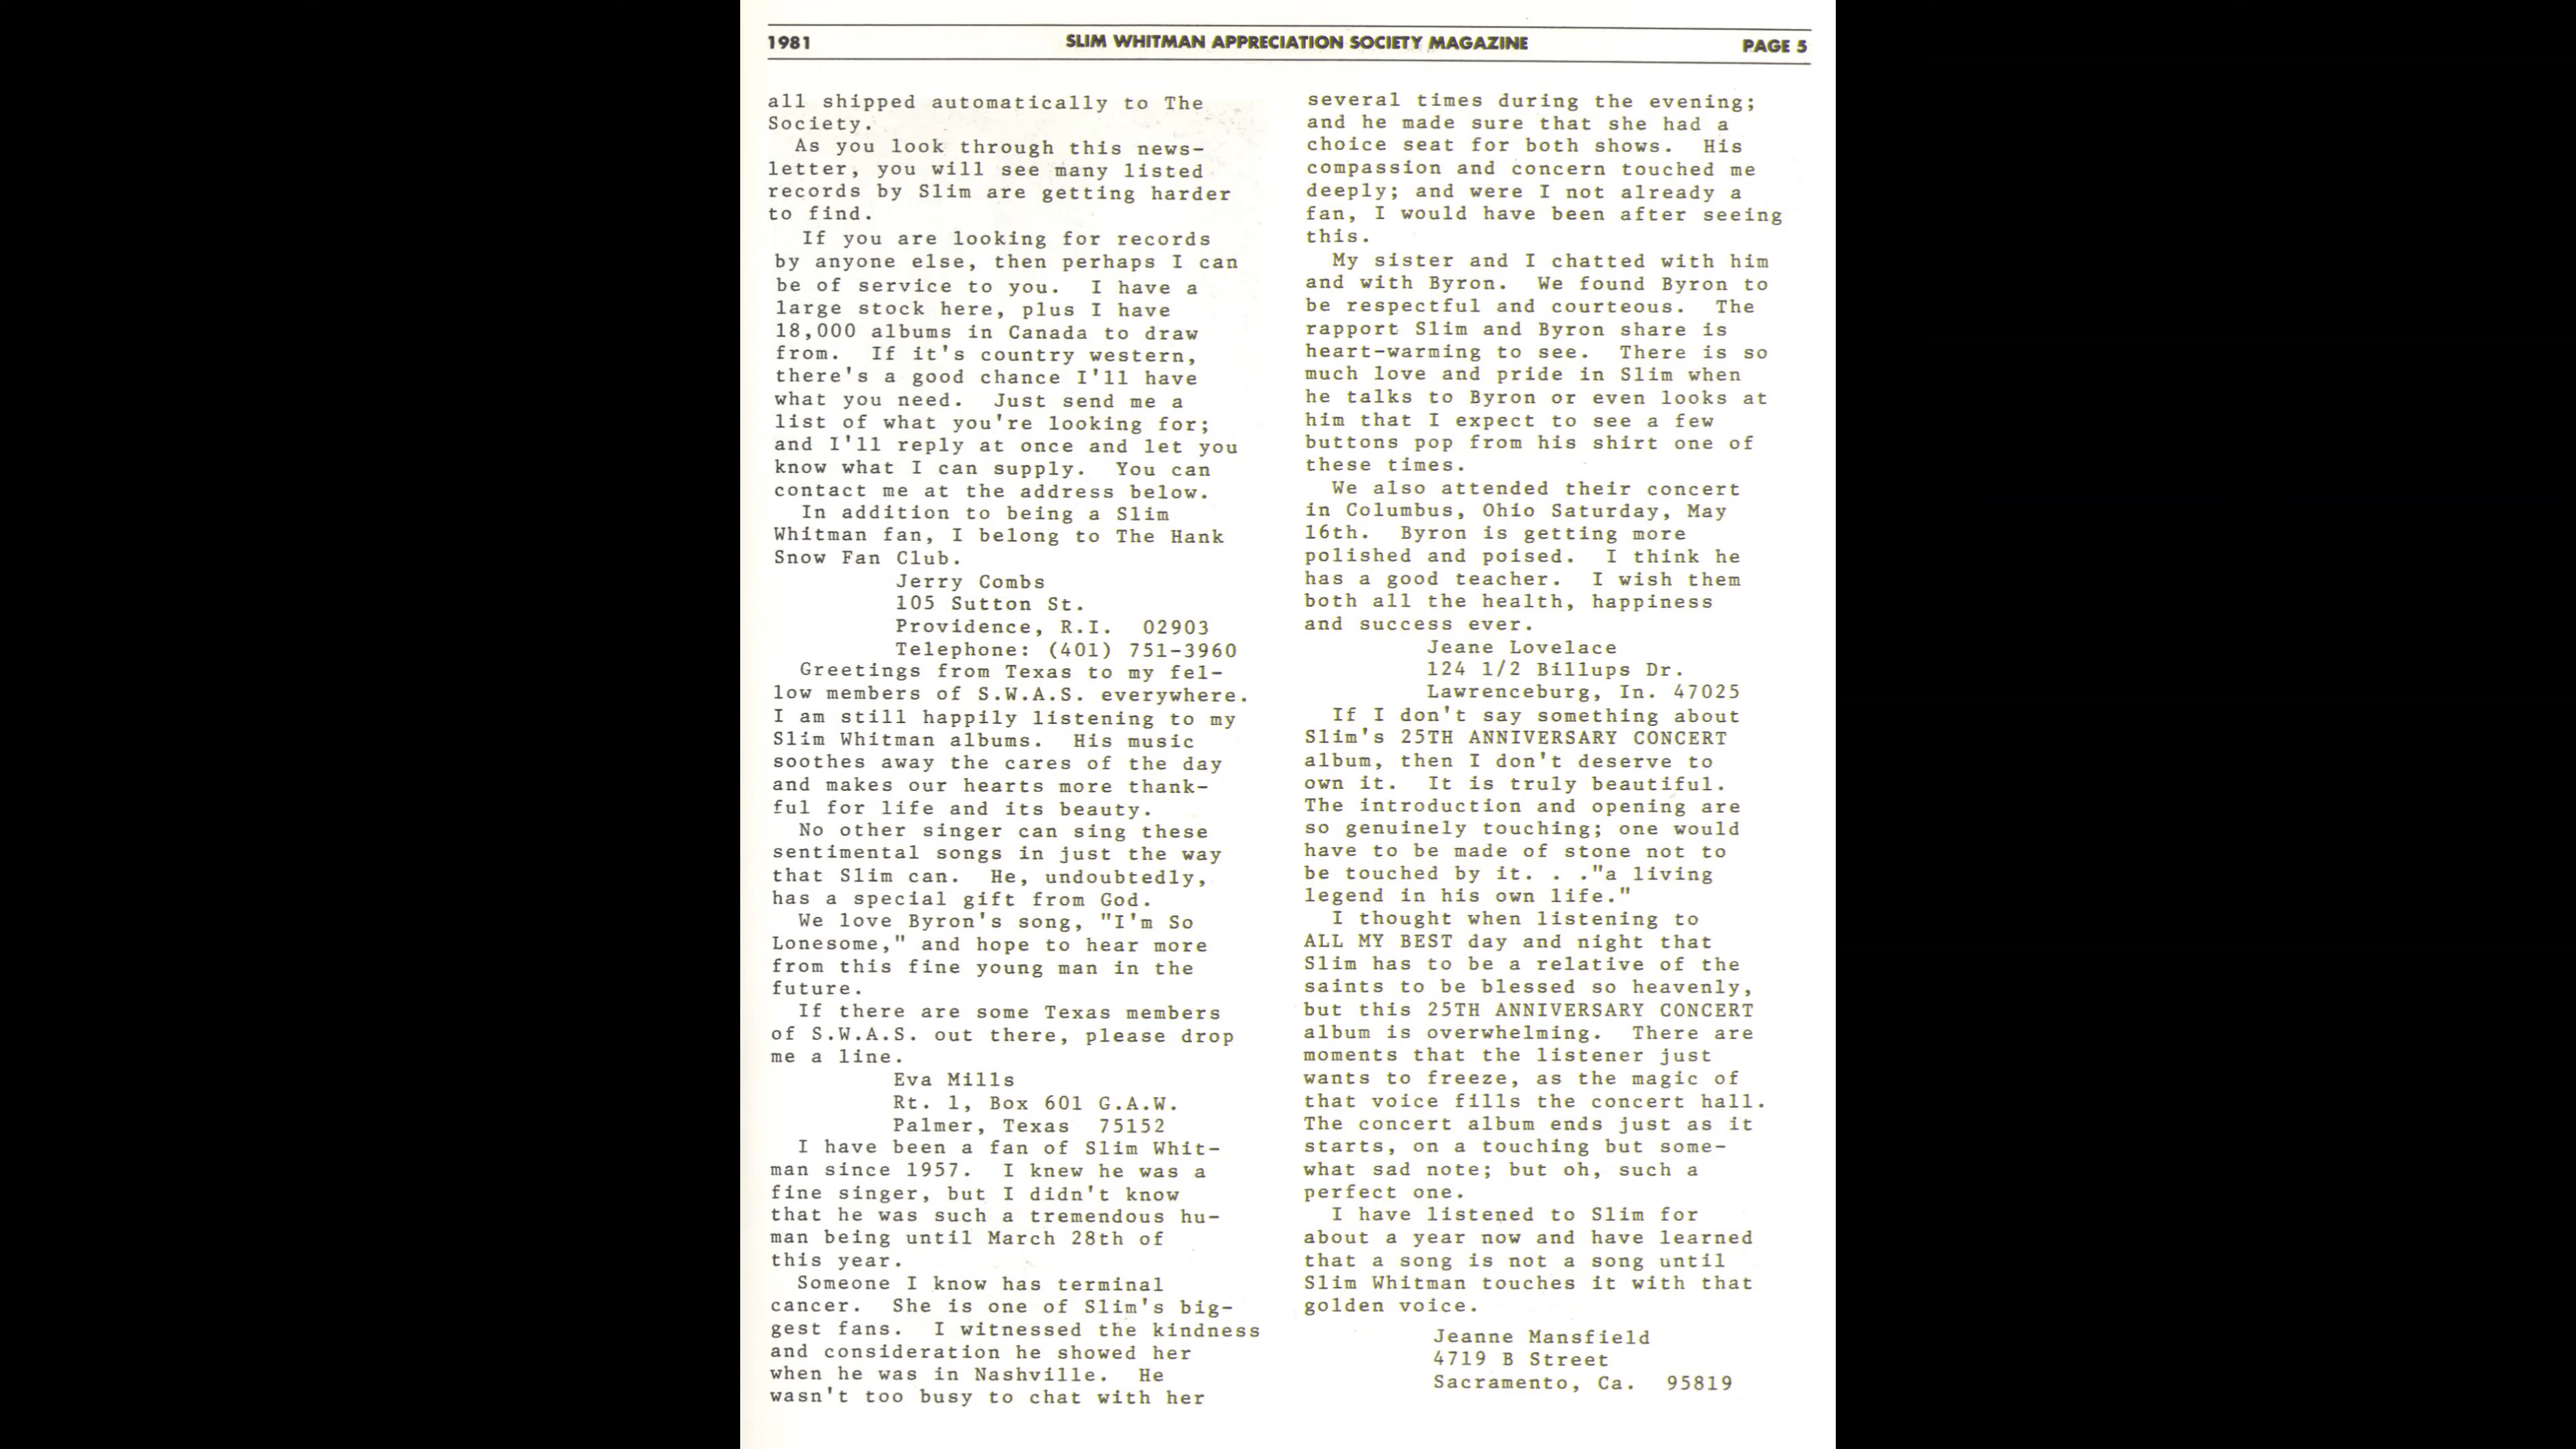 1981 SLIM WHITMAN APPRECIATION SOCIETY MAGAZINE PAGE 5
all shipped automatically to The
Society.
As you look through this news-
letter, you will see many listed
records by Slim are getting harder
to find.
If you are looking for records
by anyone else, then perhaps I can
be of service to you. I have a
large stock here, plus I have
18,000 albums in Canada to draw
from. If it's country western,
there's a good chance I'll have
what you need. Just send me a
list of what you're looking for;
and I'll reply at once and let you
know what I can supply. You can
contact me at the address below.
In addition to being a Slim
Whitman fan, I belong to The Hank
Snow Fan Club.
Jerry Combs
105 Sutton St.
Providence, R.I. 02903
Telephone: (401) 751-3960
Greetings from Texas to my fel-
low members of S.W.A.S. everywhere.
I am still happily listening to my
Slim Whitman albums. His music
soothes away the cares of the day
and makes our hearts more thank-
ful for life and its beauty.
No other singer can sing these
sentimental songs in just the way
that Slim can. He, undoubtedly,
has a special gift from God.
We love Byron's song, "I'm So
Lonesome," and hope to hear more
from this fine young man in the
future.
If there are some Texas members
of S.W.A.S. out there, please drop
me a line.
Eva Mills
Rt. 1, Box 601 G.A.W.
Palmer, Texas 75152
I have been a fan of Slim Whit-
man since 1957. I knew he was a
fine singer, but I didn't know
that he was such a tremendous hu-
man being until March 28th of
this year.
Someone I know has terminal
cancer. She is one of Slim's big-
gest fans. I witnessed the kindness
and consideration he showed her
when he was in Nashville. He
wasn't too busy to chat with her
several times during the evening;
and he made sure that she had a
choice seat for both shows. His
compassion and concern touched me
deeply; and were I not already a
fan, I would have been after seeing
this.
My sister and I chatted with him
and with Byron. We found Byron to
be respectful and courteous. The
rapport Slim and Byron share is
heart-warming to see. There is so
much love and pride in Slim when
he talks to Byron or even looks at
him that I expect to see a few
buttons pop from his shirt one of
these times.
We also attended their concert
in Columbus, Ohio Saturday, May
16th. Byron is getting more
polished and poised. I think he
has a good teacher. I wish them
both all the health, happiness
and success ever.
Jeane Lovelace
124 1/2 Billups Dr.
Lawrenceburg, In. 47025
If I don't say something about
Slim's 25TH ANNIVERSARY CONCERT
album, then I don't deserve to
own it. It is truly beautiful.
The introduction and opening are
so genuinely touching; one would
have to be made of stone not to
be touched by it. . ."a living
legend in his own life."
I thought when listening to
ALL MY BEST day and night that
Slim has to be a relative of the
saints to be blessed so heavenly,
but this 25TH ANNIVERSARY CONCERT
album is overwhelming. There are
moments that the listener just
wants to freeze, as the magic of
that voice fills the concert hall.
The concert album ends just as it
starts, on a touching but some-
what sad note; but oh, such a
perfect one.
I have listened to Slim for
about a year now and have learned
that a song is not a song until
Slim Whitman touches it with that
golden voice.
Jeanne Mansfield
4719 B Street
Sacramento, Ca. 95819